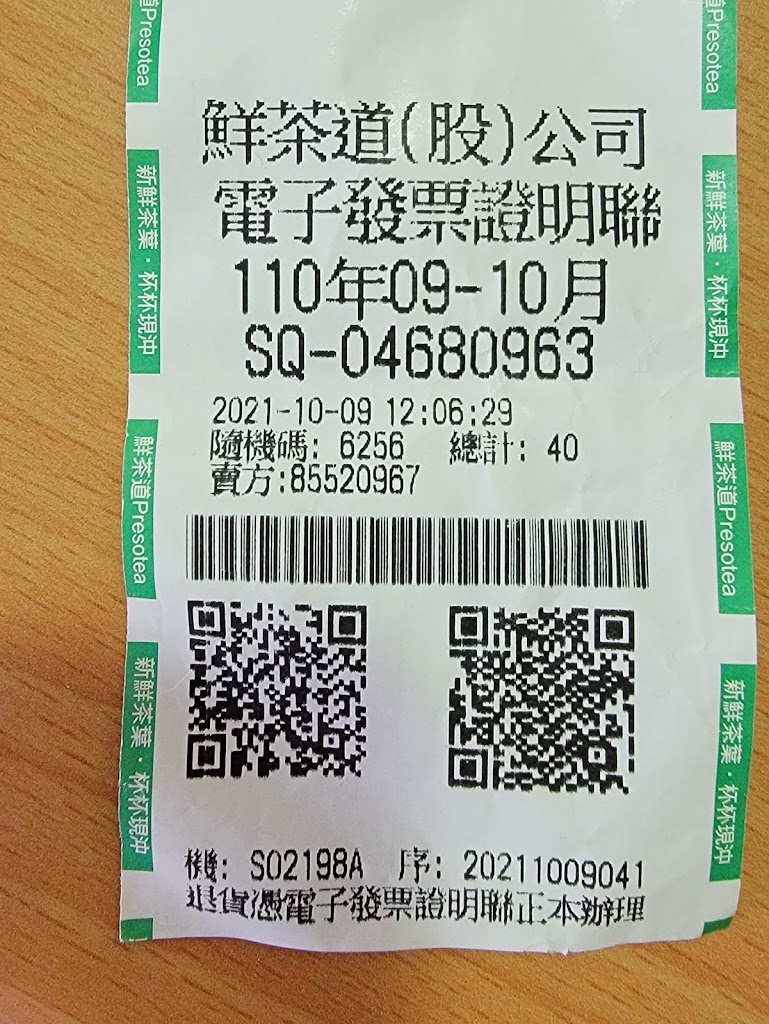 鮮茶道(股)公司
電子發票證明聯
110年09-10月
SQ-04680963
2021-10-09 12:06:29
隨機碼: 6256 總計: 40
賣方:85520967
機: S02198A 序: 20211009041
退貨憑電子發票證明聯正本辦理
道Presotea
新鮮茶葉·杯杯現沖
鮮茶道Presotea
新鮮茶葉·杯杯現沖
道Presotea
新鮮茶葉·杯杯現沖
鮮茶道Presotea
新鮮茶葉·杯杯現沖